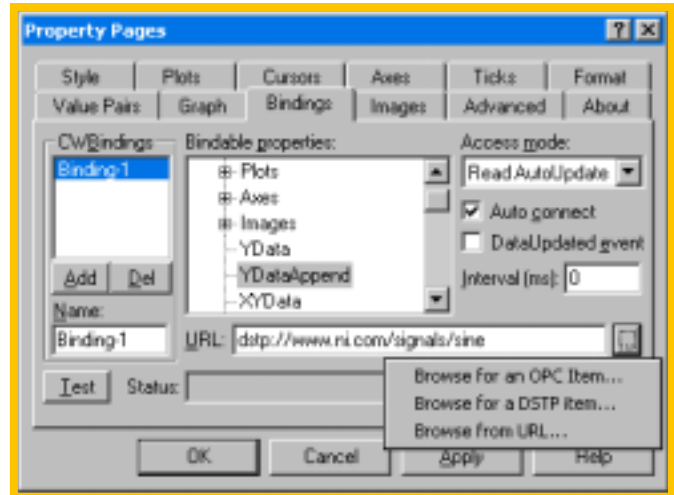 Property Pages
Style Plots Cursors Axes Ticks Format
Value Pairs Graph Bindings Images Advanced About
CWBindings
Binding-1
Add Del
Name:
Binding-1
Bindable properties:
Plots
Axes
Images
YData
YDataAppend
XYData
Access mode:
Read AutoUpdate
Auto connect
DataUpdated event
Interval (ms): 0
URL: dstp://www.ni.com/signals/sine
Test Status:
Browse for an OPC Item...
Browse for a DSTP item...
Browse from URL...
OK Cancel Apply Help